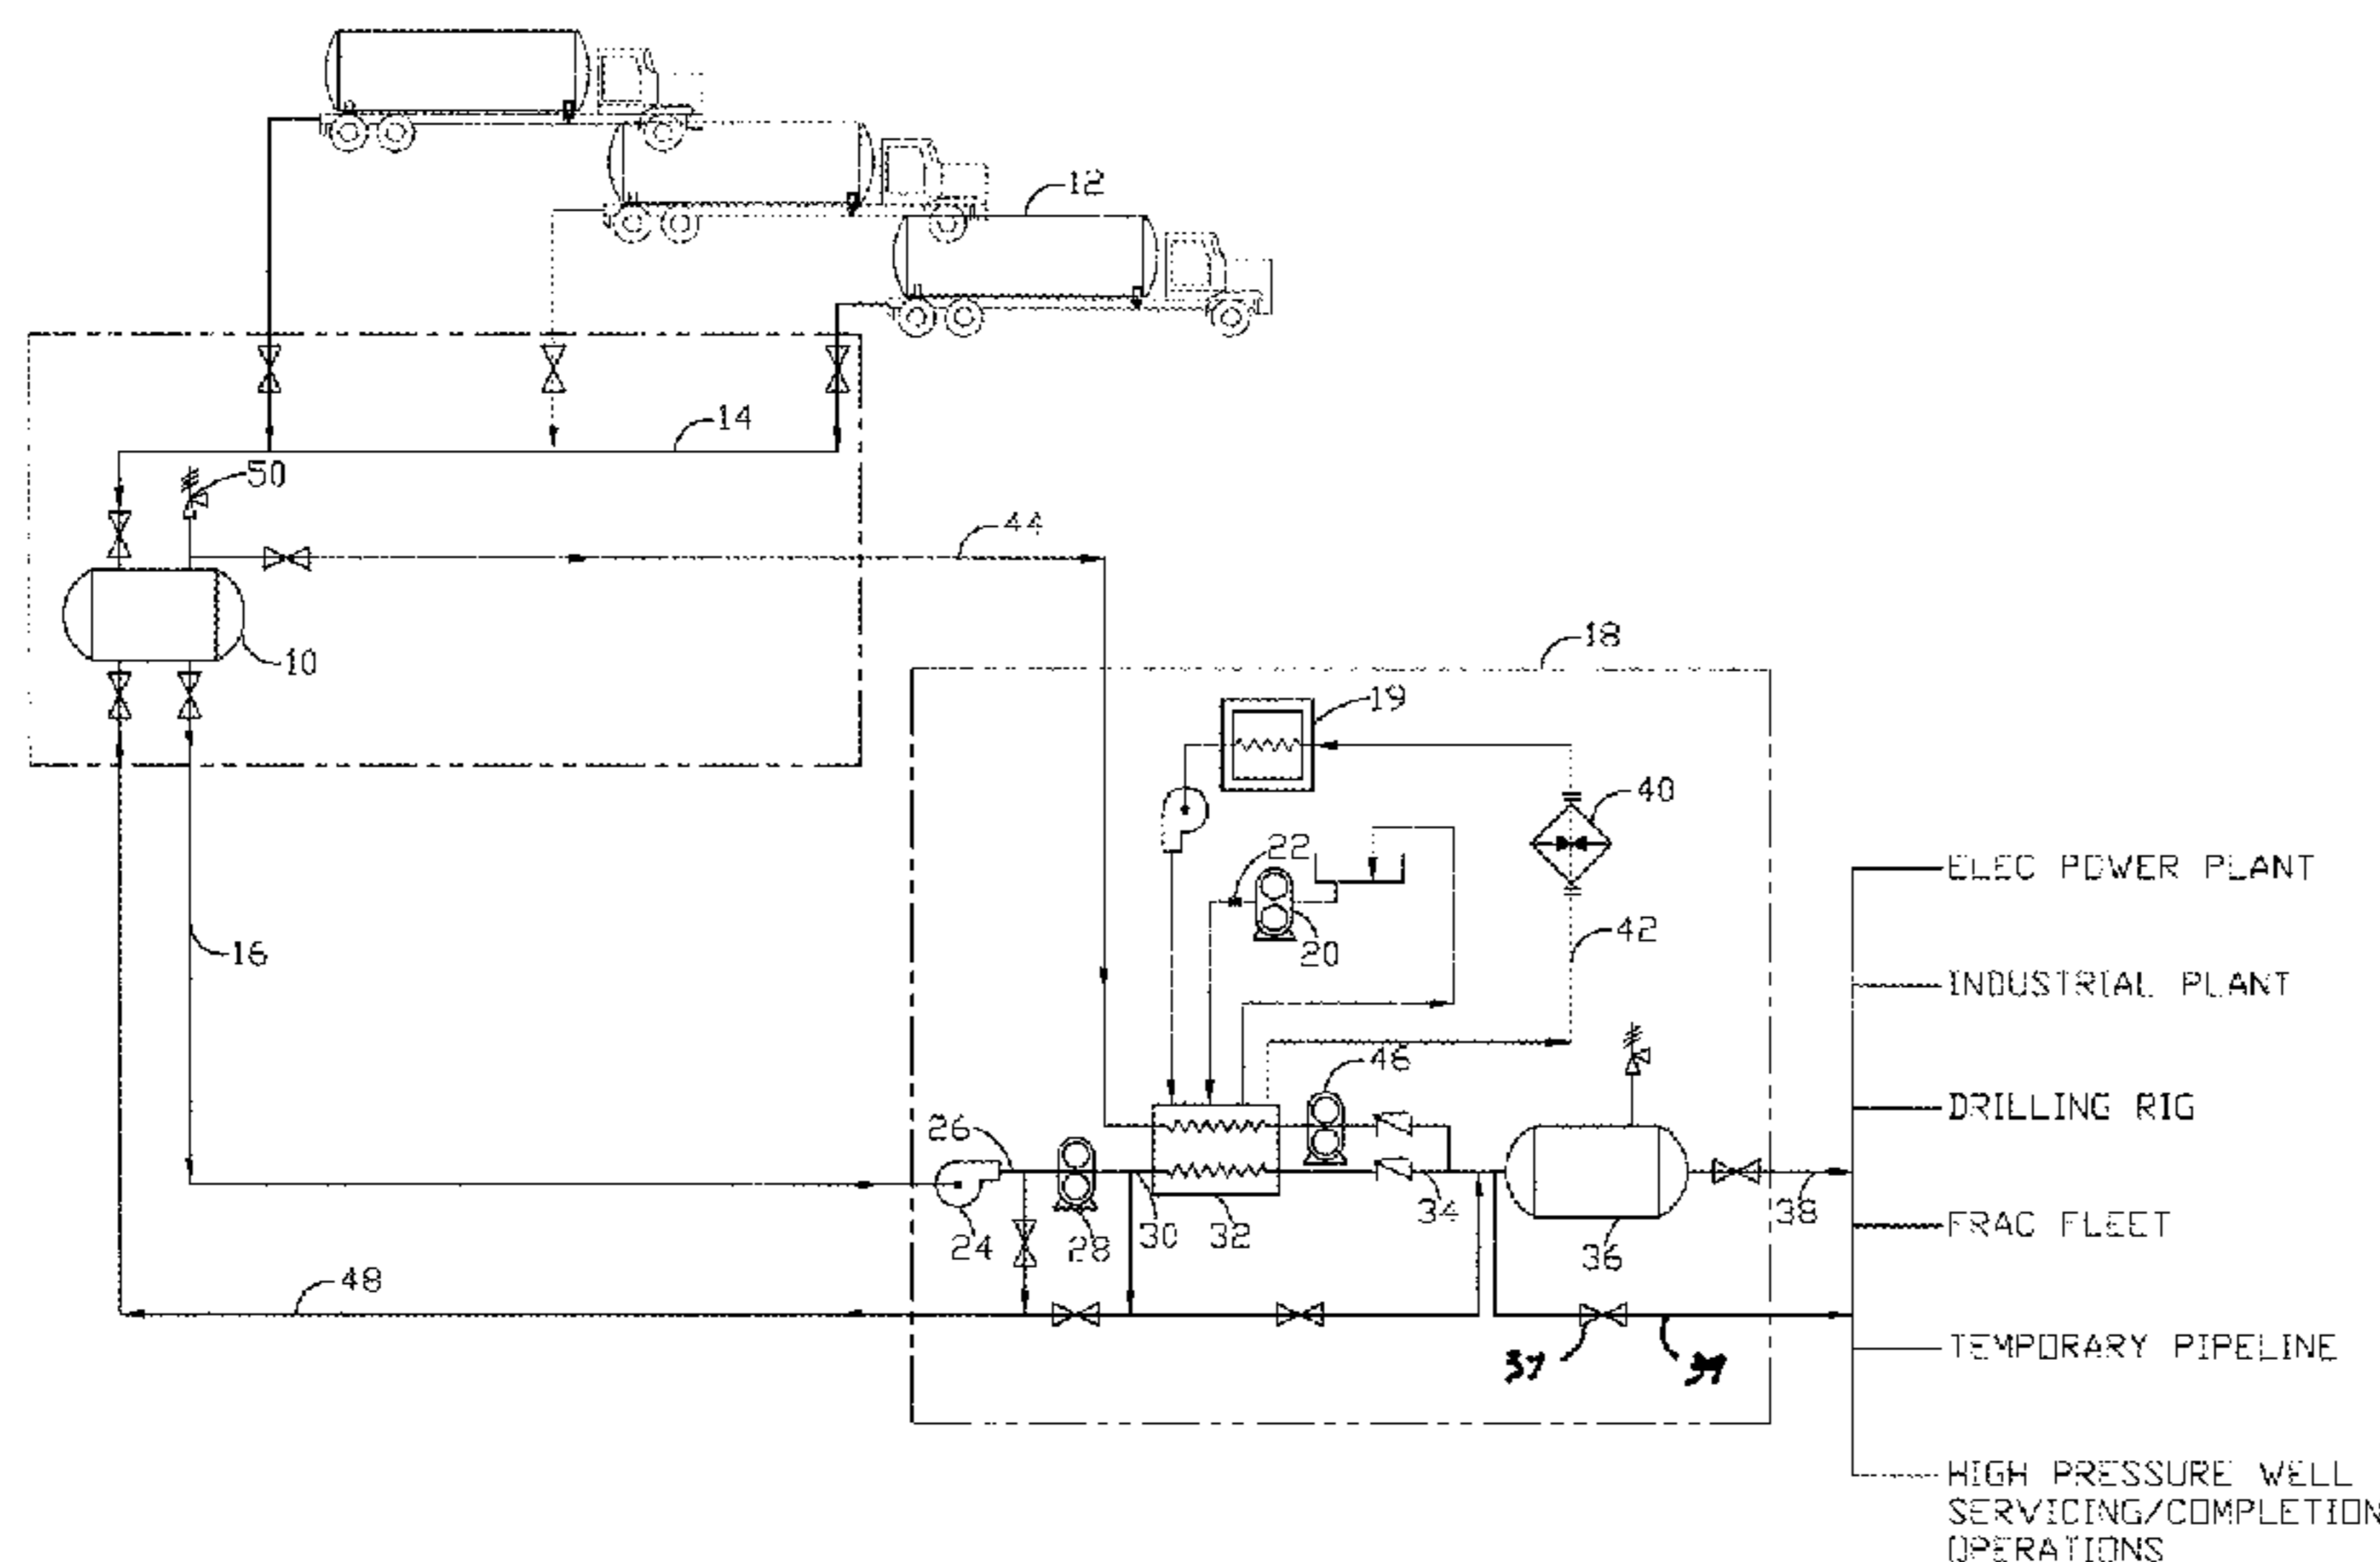 12
14
50
44
10
18
19
40
22
20
42
16
46
26
24
28
30
32
34
36
38
48
37
ELEC POWER PLANT
INDUSTRIAL PLANT
DRILLING RIG
FRAC FLEET
TEMPORARY PIPELINE
HIGH PRESSURE WELL
SERVICING/COMPLETION
OPERATIONS